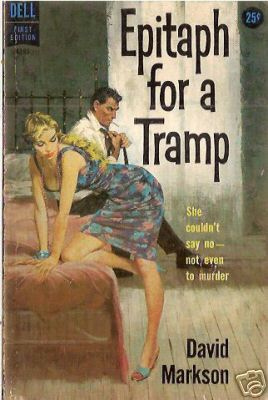 DELL
FIRST
EDITION
25¢
Epitaph
for a
Tramp
She
couldn't
say no—
not even
to murder
David
Markson